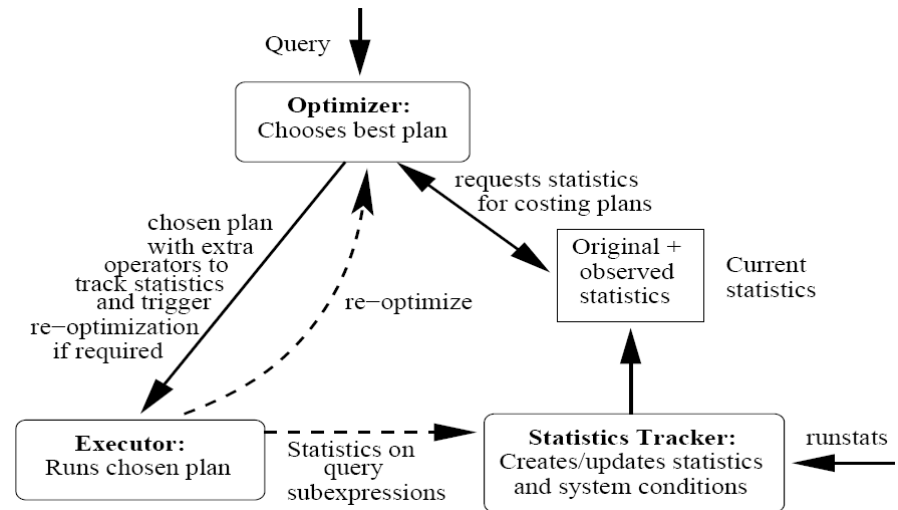 Query
Optimizer:
Chooses best plan
requests statistics
for costing plans
chosen plan
with extra
operators to
track statistics
and trigger
re−optimization
if required
re−optimize
Original +
observed
statistics
Current
statistics
Executor:
Runs chosen plan
Statistics on
query
subexpressions
Statistics Tracker:
Creates/updates statistics
and system conditions
runstats